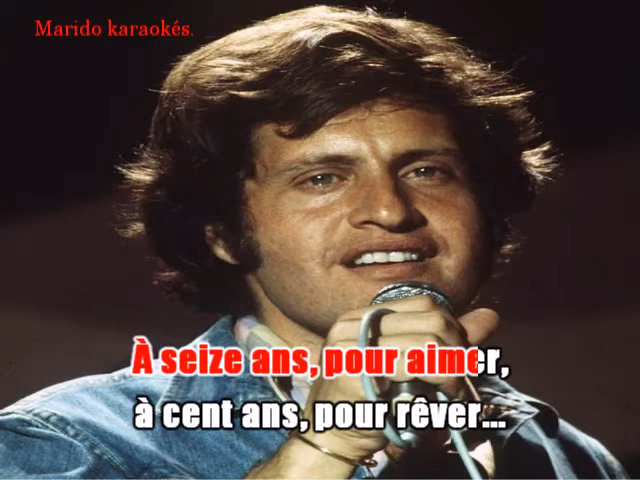 Marido karaokés.
À seize ans, pour aimer,
à cent ans, pour rêver...